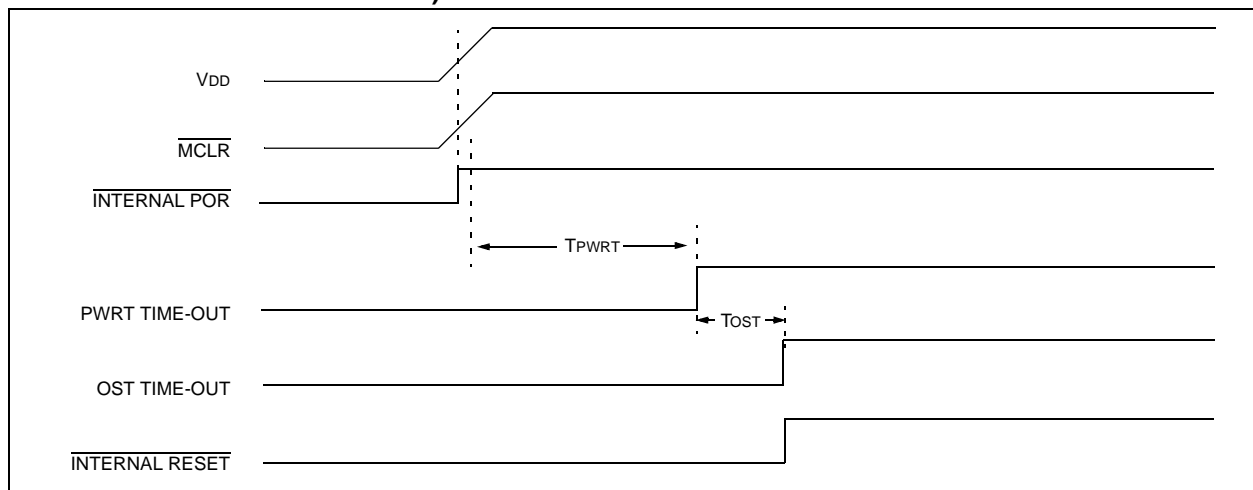 VDD
MCLR
INTERNAL POR
TPWRT
PWRT TIME-OUT
TOST
OST TIME-OUT
INTERNAL RESET